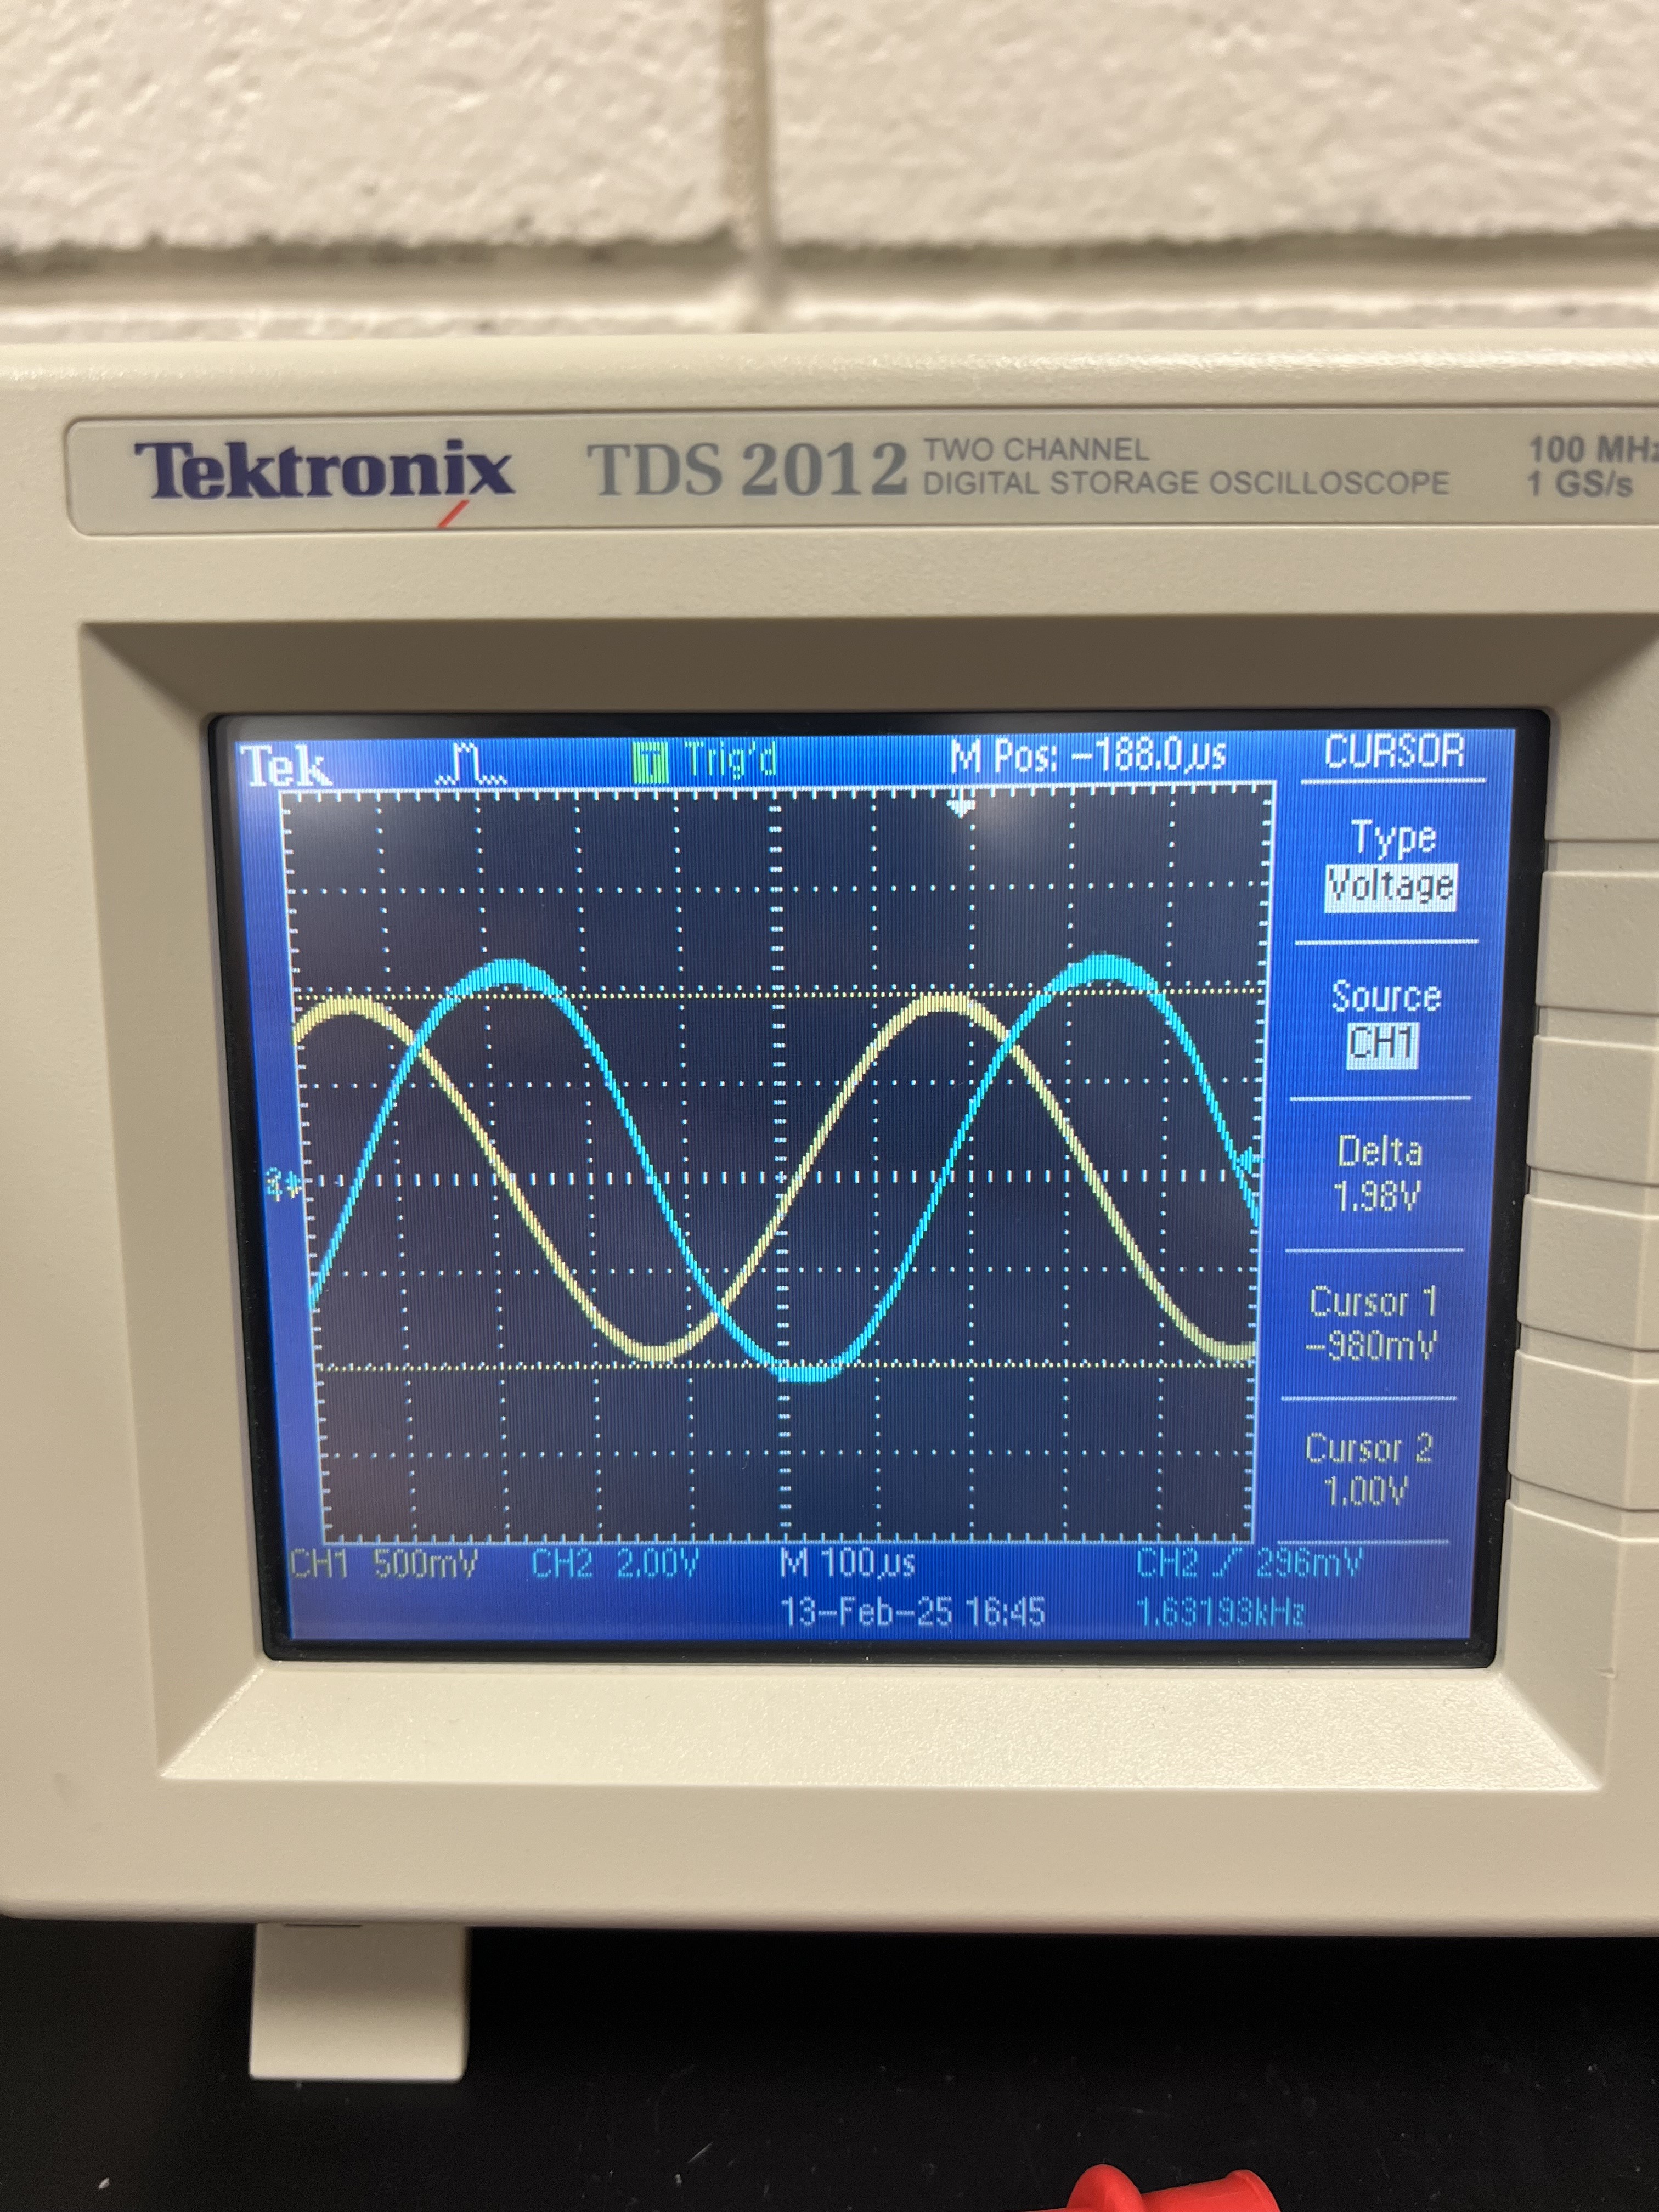 Tektronix TDS 2012 TWO CHANNEL
DIGITAL STORAGE OSCILLOSCOPE
100 MHz
1 GS/s
Tek T Trig'd M Pos: -188.0µs CURSOR
Type
Voltage
Source
CH1
Delta
1.98V
Cursor 1
-980mV
Cursor 2
1.00V
CH1 500mV CH2 2.00V M 100µs CH2 296mV
13-Feb-25 16:45 1.63193kHz